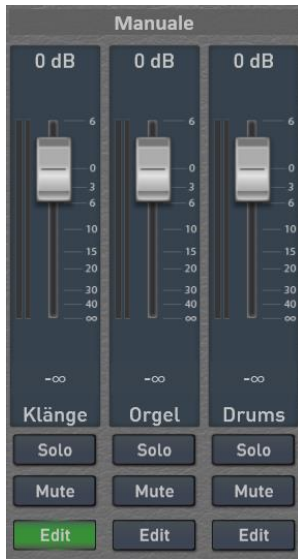 Manuale
0 dB 0 dB 0 dB
6 6 6
0 0 0
3 3 3
6 6 6
10 10 10
15 15 15
20 20 20
30 30 30
40 40 40
∞ ∞ ∞
-∞ -∞ -∞
Klänge Orgel Drums
Solo Solo Solo
Mute Mute Mute
Edit Edit Edit